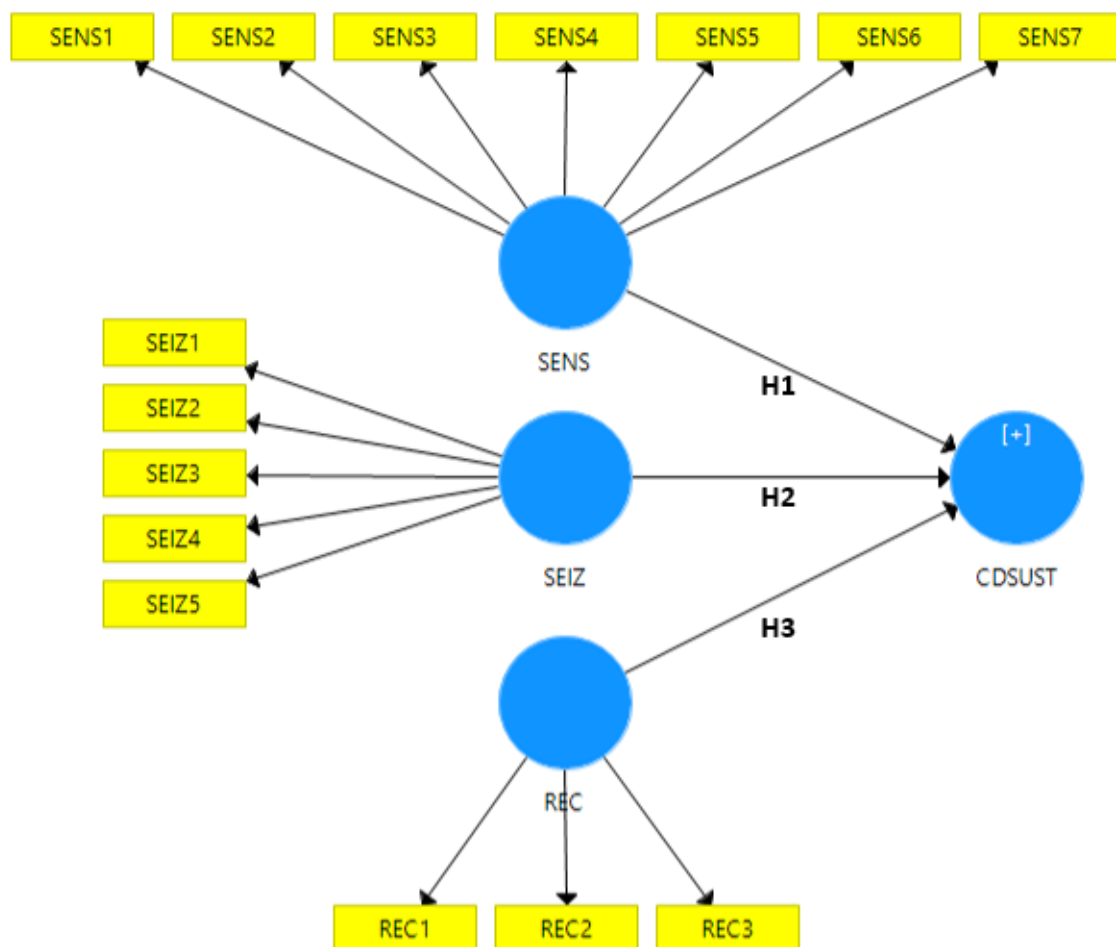 SENS1 SENS2 SENS3 SENS4 SENS5 SENS6 SENS7
SENS
SEIZ1
SEIZ2
SEIZ3
SEIZ4
SEIZ5
SEIZ
H1
H2
H3
[+]
CDSUST
REC
REC1 REC2 REC3